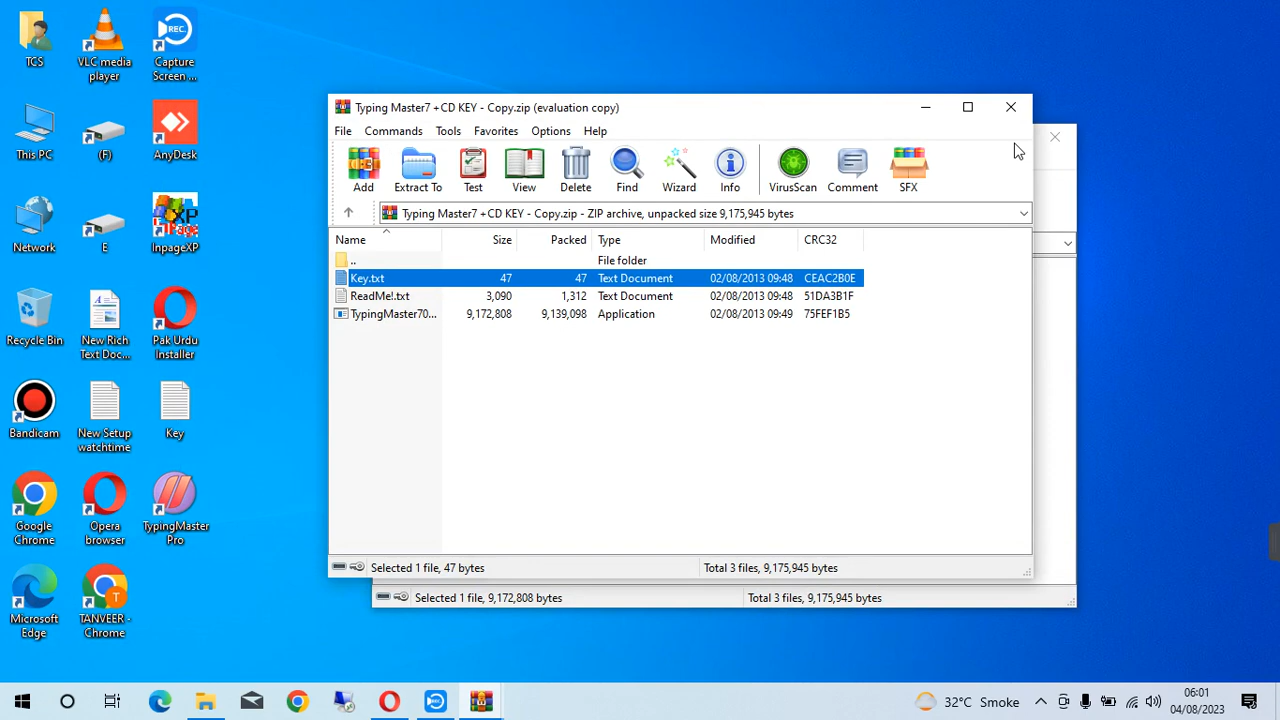 TCS
VLC media
player
REC.
Capture
Screen ...
This PC
(F)
AnyDesk
Network
E
InpageXP
Recycle Bin
New Rich
Text Doc...
Pak Urdu
Installer
Bandicam
New Setup
watchtime
Key
Google
Chrome
Opera
browser
TypingMaster
Pro
Microsoft
Edge
T
TANVEER -
Chrome
Typing Master7 +CD KEY - Copy.zip (evaluation copy)
File Commands Tools Favorites Options Help
Add Extract To Test View Delete Find Wizard Info VirusScan Comment SFX
Typing Master7 +CD KEY - Copy.zip - ZIP archive, unpacked size 9,175,945 bytes
Name Size Packed Type Modified CRC32
.. File folder
Key.txt 47 47 Text Document 02/08/2013 09:48 CEAC2B0E
ReadMe!.txt 3,090 1,312 Text Document 02/08/2013 09:48 51DA3B1F
TypingMaster70... 9,172,808 9,139,098 Application 02/08/2013 09:49 75FEF1B5
Selected 1 file, 47 bytes Total 3 files, 9,175,945 bytes
Selected 1 file, 9,172,808 bytes Total 3 files, 9,175,945 bytes
REC
32°C Smoke
06:01
04/08/2023